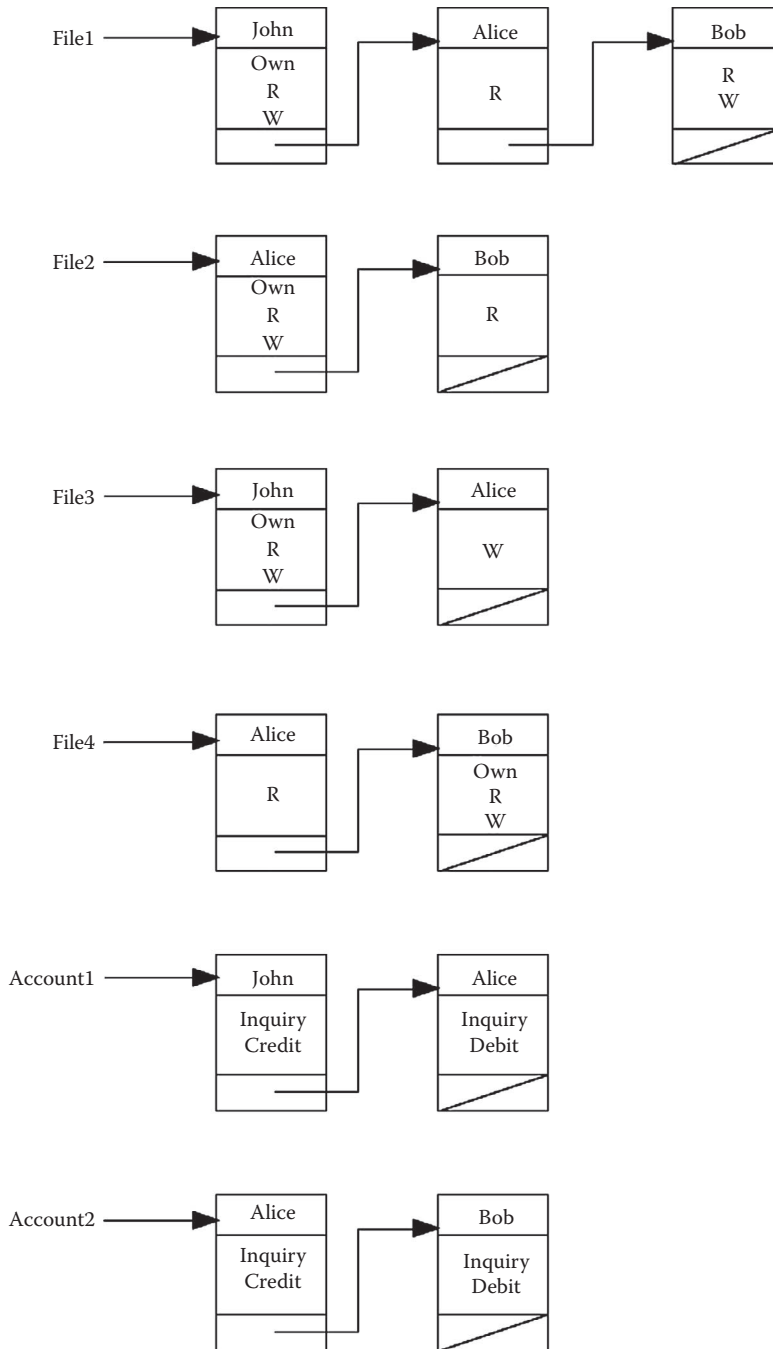 File1
John
Own
R
W
Alice
R
Bob
R
W
File2
Alice
Own
R
W
Bob
R
File3
John
Own
R
W
Alice
W
File4
Alice
R
Bob
Own
R
W
Account1
John
Inquiry
Credit
Alice
Inquiry
Debit
Account2
Alice
Inquiry
Credit
Bob
Inquiry
Debit